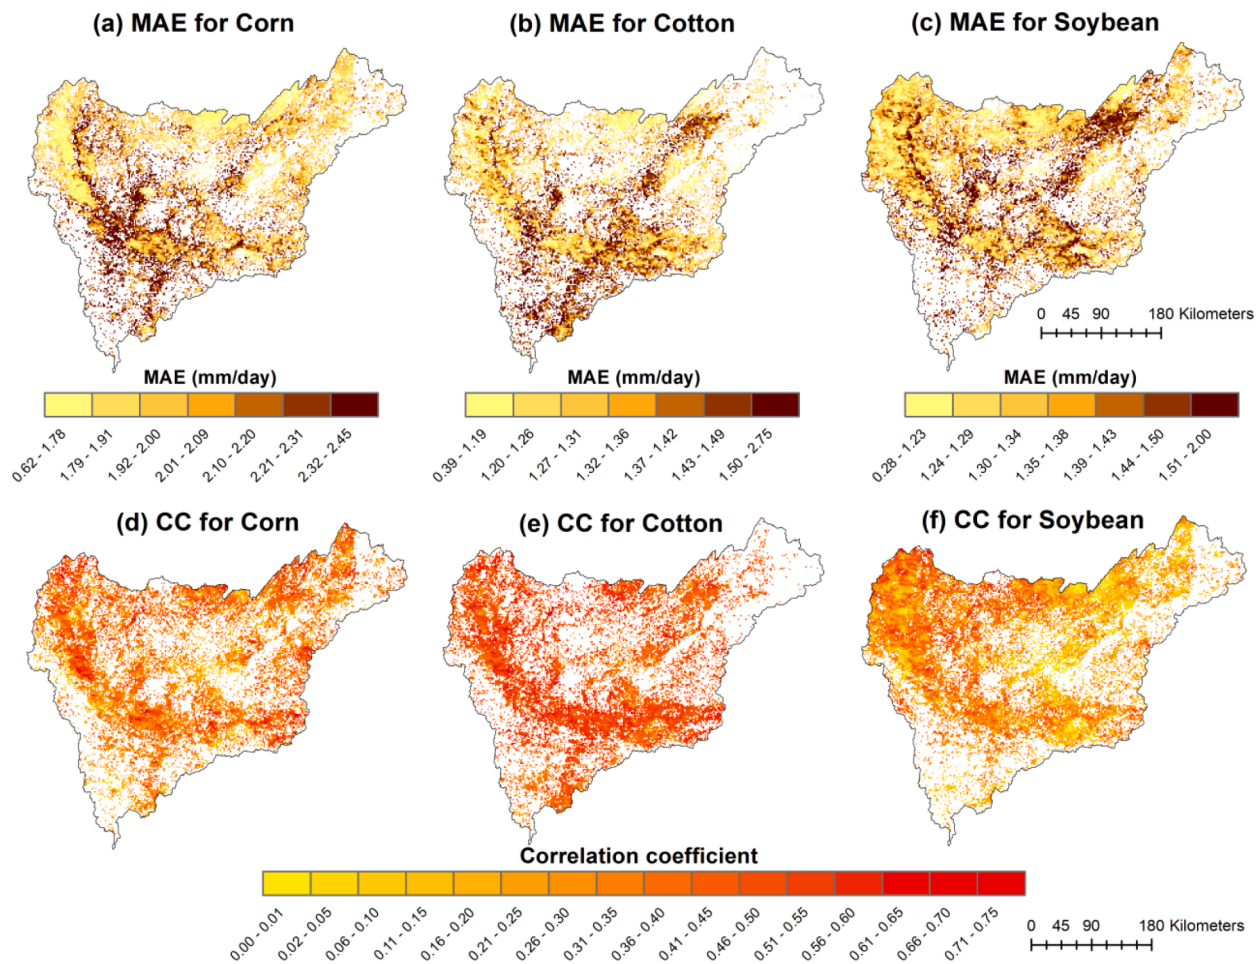 (a) MAE for Corn
(b) MAE for Cotton
(c) MAE for Soybean
0 45 90 180 Kilometers
MAE (mm/day)
MAE (mm/day)
MAE (mm/day)
0.62 - 1.78
1.79 - 1.91
1.92 - 2.00
2.01 - 2.09
2.10 - 2.20
2.21 - 2.31
2.32 - 2.45
0.39 - 1.19
1.20 - 1.26
1.27 - 1.31
1.32 - 1.36
1.37 - 1.42
1.43 - 1.49
1.50 - 2.75
0.28 - 1.23
1.24 - 1.29
1.30 - 1.34
1.35 - 1.38
1.39 - 1.43
1.44 - 1.50
1.51 - 2.00
(d) CC for Corn
(e) CC for Cotton
(f) CC for Soybean
Correlation coefficient
0.00 - 0.01
0.02 - 0.05
0.06 - 0.10
0.11 - 0.15
0.16 - 0.20
0.21 - 0.25
0.26 - 0.30
0.31 - 0.35
0.36 - 0.40
0.41 - 0.45
0.46 - 0.50
0.51 - 0.55
0.56 - 0.60
0.61 - 0.65
0.66 - 0.70
0.71 - 0.75
0 45 90 180 Kilometers